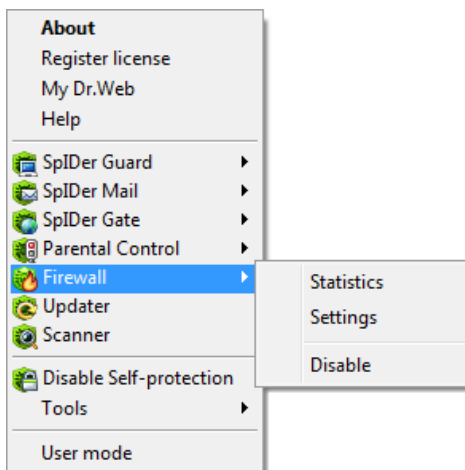 About
Register license
My Dr.Web
Help
SpIDer Guard
SpIDer Mail
SpIDer Gate
Parental Control
Firewall
Updater
Scanner
Disable Self-protection
Tools
User mode
Statistics
Settings
Disable